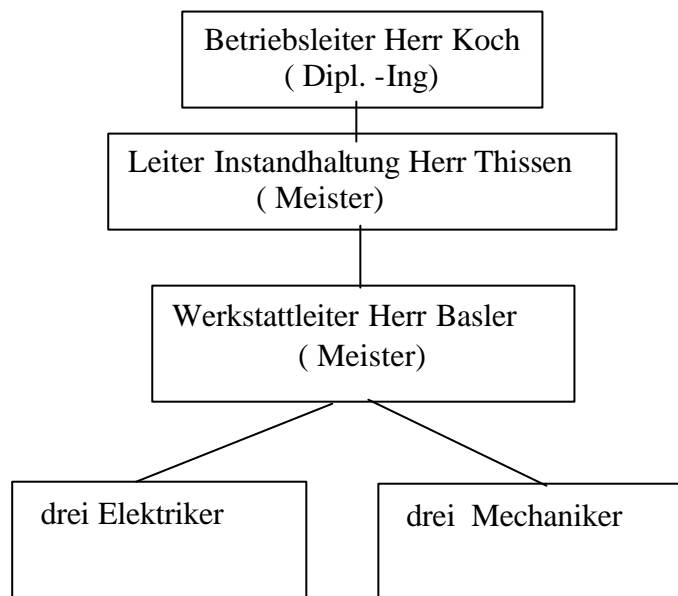 Betriebsleiter Herr Koch
( Dipl. -Ing)
Leiter Instandhaltung Herr Thissen
( Meister)
Werkstattleiter Herr Basler
( Meister)
drei Elektriker
drei Mechaniker